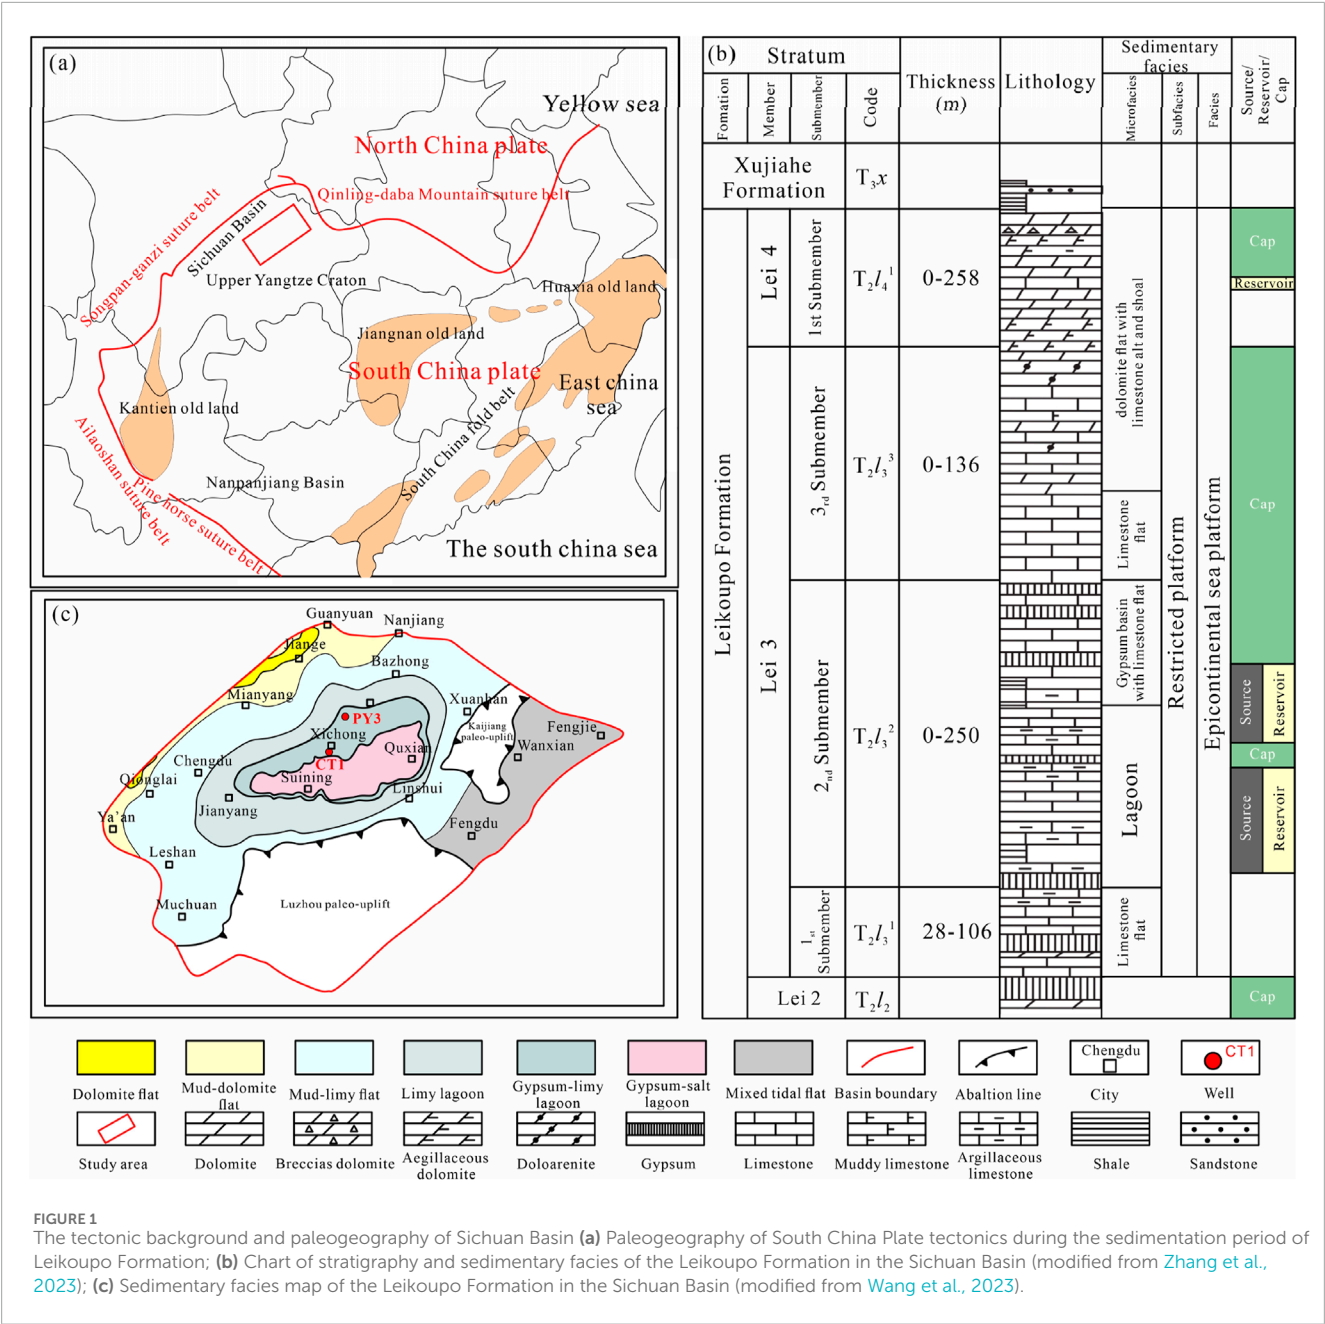 (a)
Yellow sea
North China plate
Qinling-daba Mountain suture belt
Songpan-ganzi suture belt
Sichuan Basin
Upper Yangtze Craton
Huaxia old land
Jiangnan old land
South China plate
East china
sea
Kantien old land
South China fold belt
Ailaoshan suture belt
Pine horse suture belt
Nanpanjiang Basin
The south china sea
(b)
Stratum
Fomation
Member
Submember
Code
Thickness
(m)
Lithology
Sedimentary
facies
Microfacies
Subfacies
Facies
Source/
Reservoir/
Cap
Xujiahe
Formation
T3x
Leikoupo Formation
Lei 4
1st Submember
T2l4^1
0-258
Lei 3
3rd Submember
T2l3^3
0-136
2nd Submember
T2l3^2
0-250
1st
Submember
T2l3^1
28-106
Lei 2
T2l2
dolomite flat with
limestone alt and shoal
Limestone
flat
Gypsum basin
with limestone flat
Lagoon
Limestone
flat
Restricted platform
Epicontinental sea platform
Cap
Reservoir
Cap
Source
Reservoir
Cap
Source
Reservoir
Cap
(c)
Guanyuan
Nanjiang
Jiange
Bazhong
Mianyang
Xuanhan
PY3
Kaijiang
paleo-uplift
Fengjie
Xichong
Wanxian
Quxian
Chengdu
CT1
Qionglai
Suining
Linshui
Jianyang
Ya'an
Fengdu
Leshan
Muchuan
Luzhou paleo-uplift
Chengdu
CT1
Dolomite flat
Mud-dolomite
flat
Mud-limy flat
Limy lagoon
Gypsum-limy
lagoon
Gypsum-salt
lagoon
Mixed tidal flat
Basin boundary
Abaltion line
City
Well
Study area
Dolomite
Breccias dolomite
Aegillaceous
dolomite
Doloarenite
Gypsum
Limestone
Muddy limestone
Argillaceous
limestone
Shale
Sandstone
FIGURE 1
The tectonic background and paleogeography of Sichuan Basin (a) Paleogeography of South China Plate tectonics during the sedimentation period of
Leikoupo Formation; (b) Chart of stratigraphy and sedimentary facies of the Leikoupo Formation in the Sichuan Basin (modified from Zhang et al.,
2023); (c) Sedimentary facies map of the Leikoupo Formation in the Sichuan Basin (modified from Wang et al., 2023).